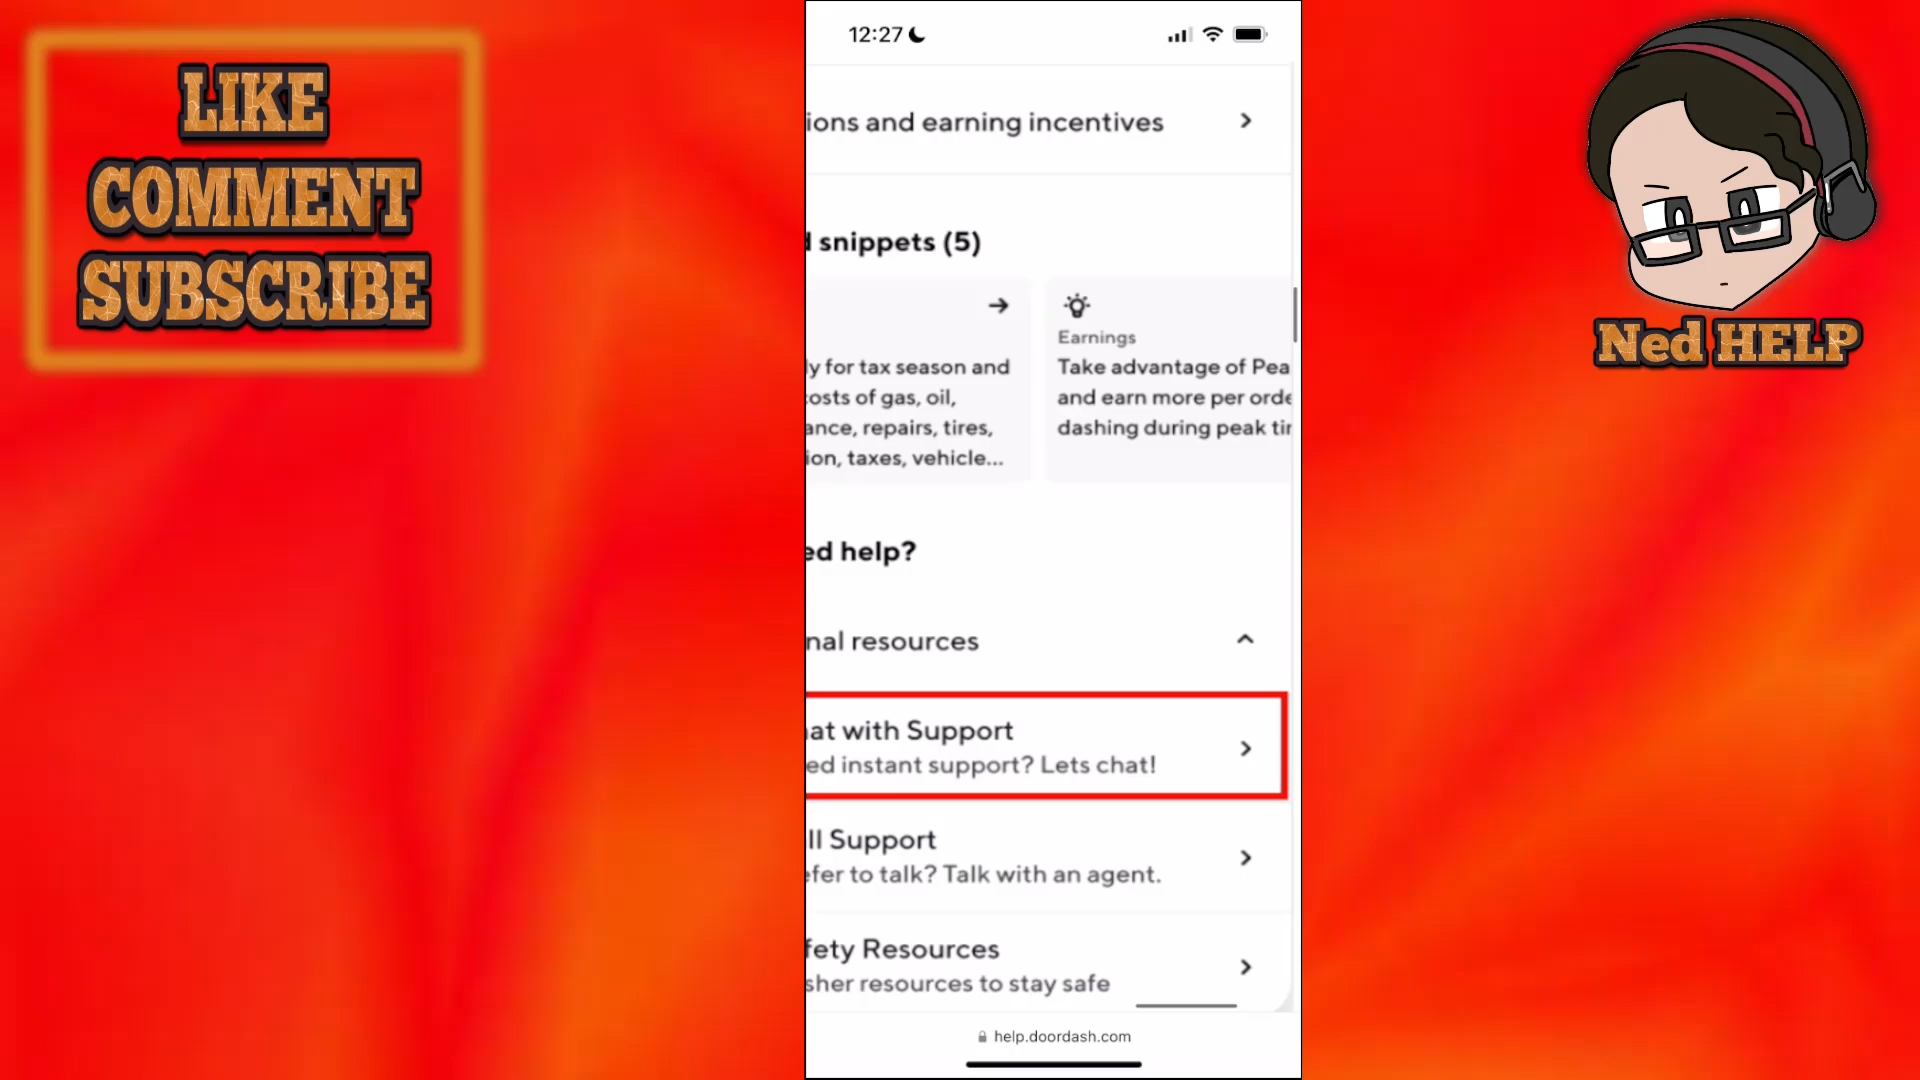 LIKE
COMMENT
SUBSCRIBE
12:27
ions and earning incentives
snippets (5)
Earnings
y for tax season and
costs of gas, oil,
ance, repairs, tires,
ion, taxes, vehicle...
Take advantage of Pea
and earn more per orde
dashing during peak tir
ed help?
nal resources
hat with Support
ed instant support? Lets chat!
ll Support
efer to talk? Talk with an agent.
fety Resources
sher resources to stay safe
help.doordash.com
Ned HELP